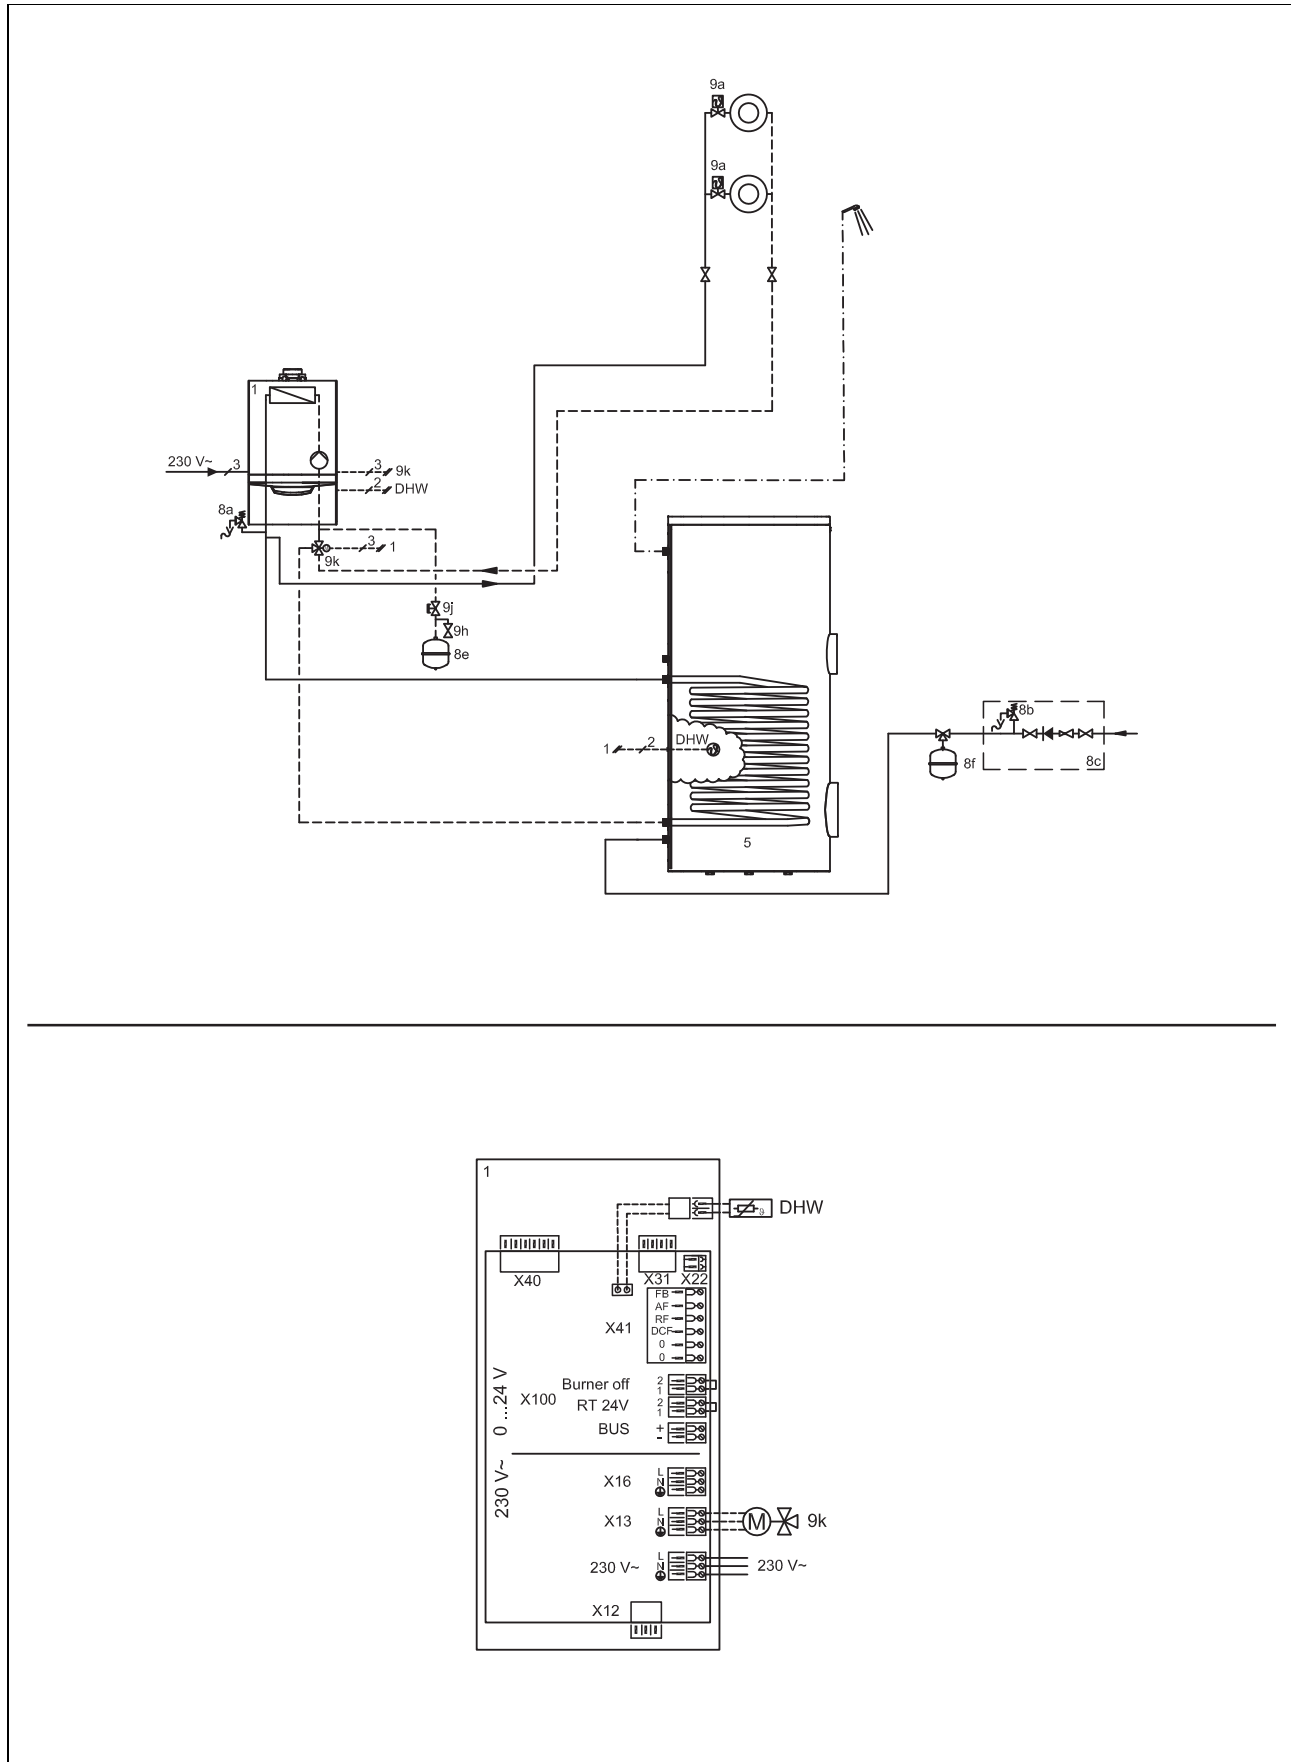 9a
9a
1
230 V~
3
3
9k
2
DHW
8a
3
1
9k
9j
9h
8e
8b
1
2
DHW
8f
8c
5
1
DHW
X40
X31
X22
FB
AF
X41
RF
DCF
0
0
0 ...24 V
X100
Burner off
2
1
RT 24V
2
1
BUS
+
-
230 V~
X16
L
N
X13
L
N
M
9k
230 V~
L
N
230 V~
X12